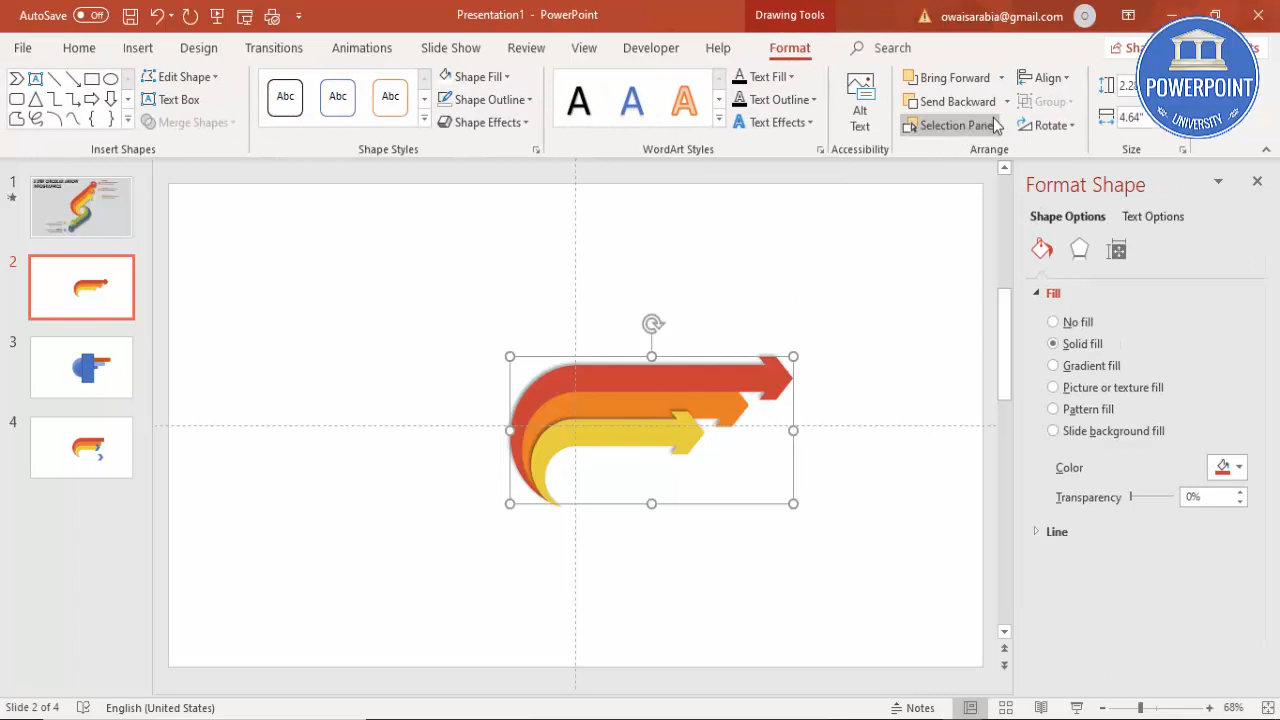 AutoSave Off
Presentation1 - PowerPoint
Drawing Tools
owaisarabia@gmail.com
File Home Insert Design Transitions Animations Slide Show Review View Developer Help Format Search
Edit Shape
Text Box
Merge Shapes
Insert Shapes
Abc Abc Abc
Shape Fill
Shape Outline
Shape Effects
Shape Styles
A A A
Text Fill
Text Outline
Text Effects
WordArt Styles
Alt
Text
Accessibility
Bring Forward
Send Backward
Selection Pane
Align
Group
Rotate
Arrange
4.64"
Size
POWERPOINT
UNIVERSITY
1
2
3
4
Format Shape
Shape Options Text Options
Fill
No fill
Solid fill
Gradient fill
Picture or texture fill
Pattern fill
Slide background fill
Color
Transparency 0%
Line
Slide 2 of 4
English (United States)
Notes
68%